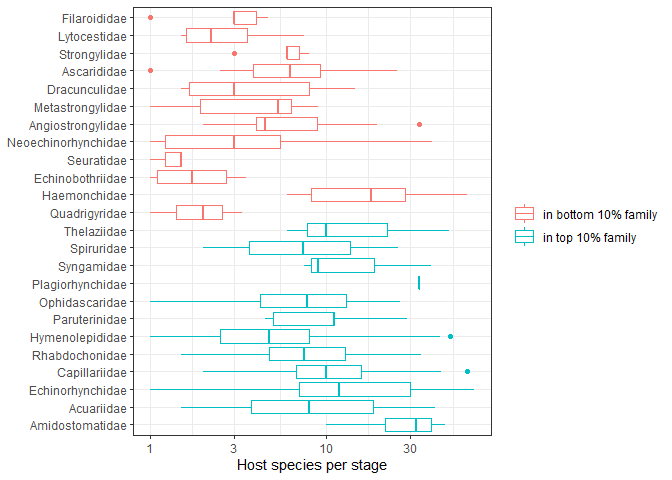 Filaroididae
Lytocestidae
Strongylidae
Ascarididae
Dracunculidae
Metastrongylidae
Angiostrongylidae
Neoechinorhynchidae
Seuratidae
Echinobothriidae
Haemonchidae
Quadrigyridae
Thelaziidae
Spiruridae
Syngamidae
Plagiorhynchidae
Ophidascaridae
Paruterinidae
Hymenolepididae
Rhabdochonidae
Capillariidae
Echinorhynchidae
Acuariidae
Amidostomatidae
1 3 10 30
Host species per stage
in bottom 10% family
in top 10% family